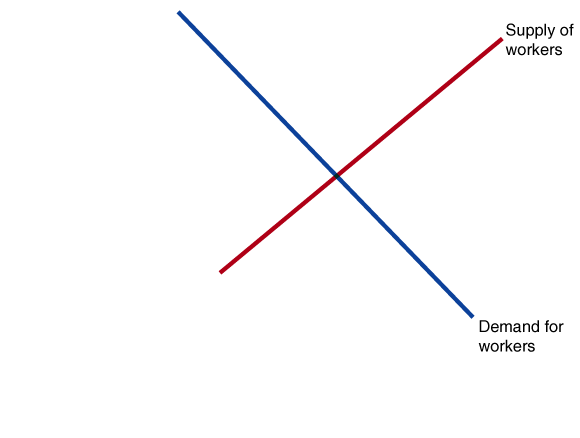 Supply of
workers
Demand for
workers